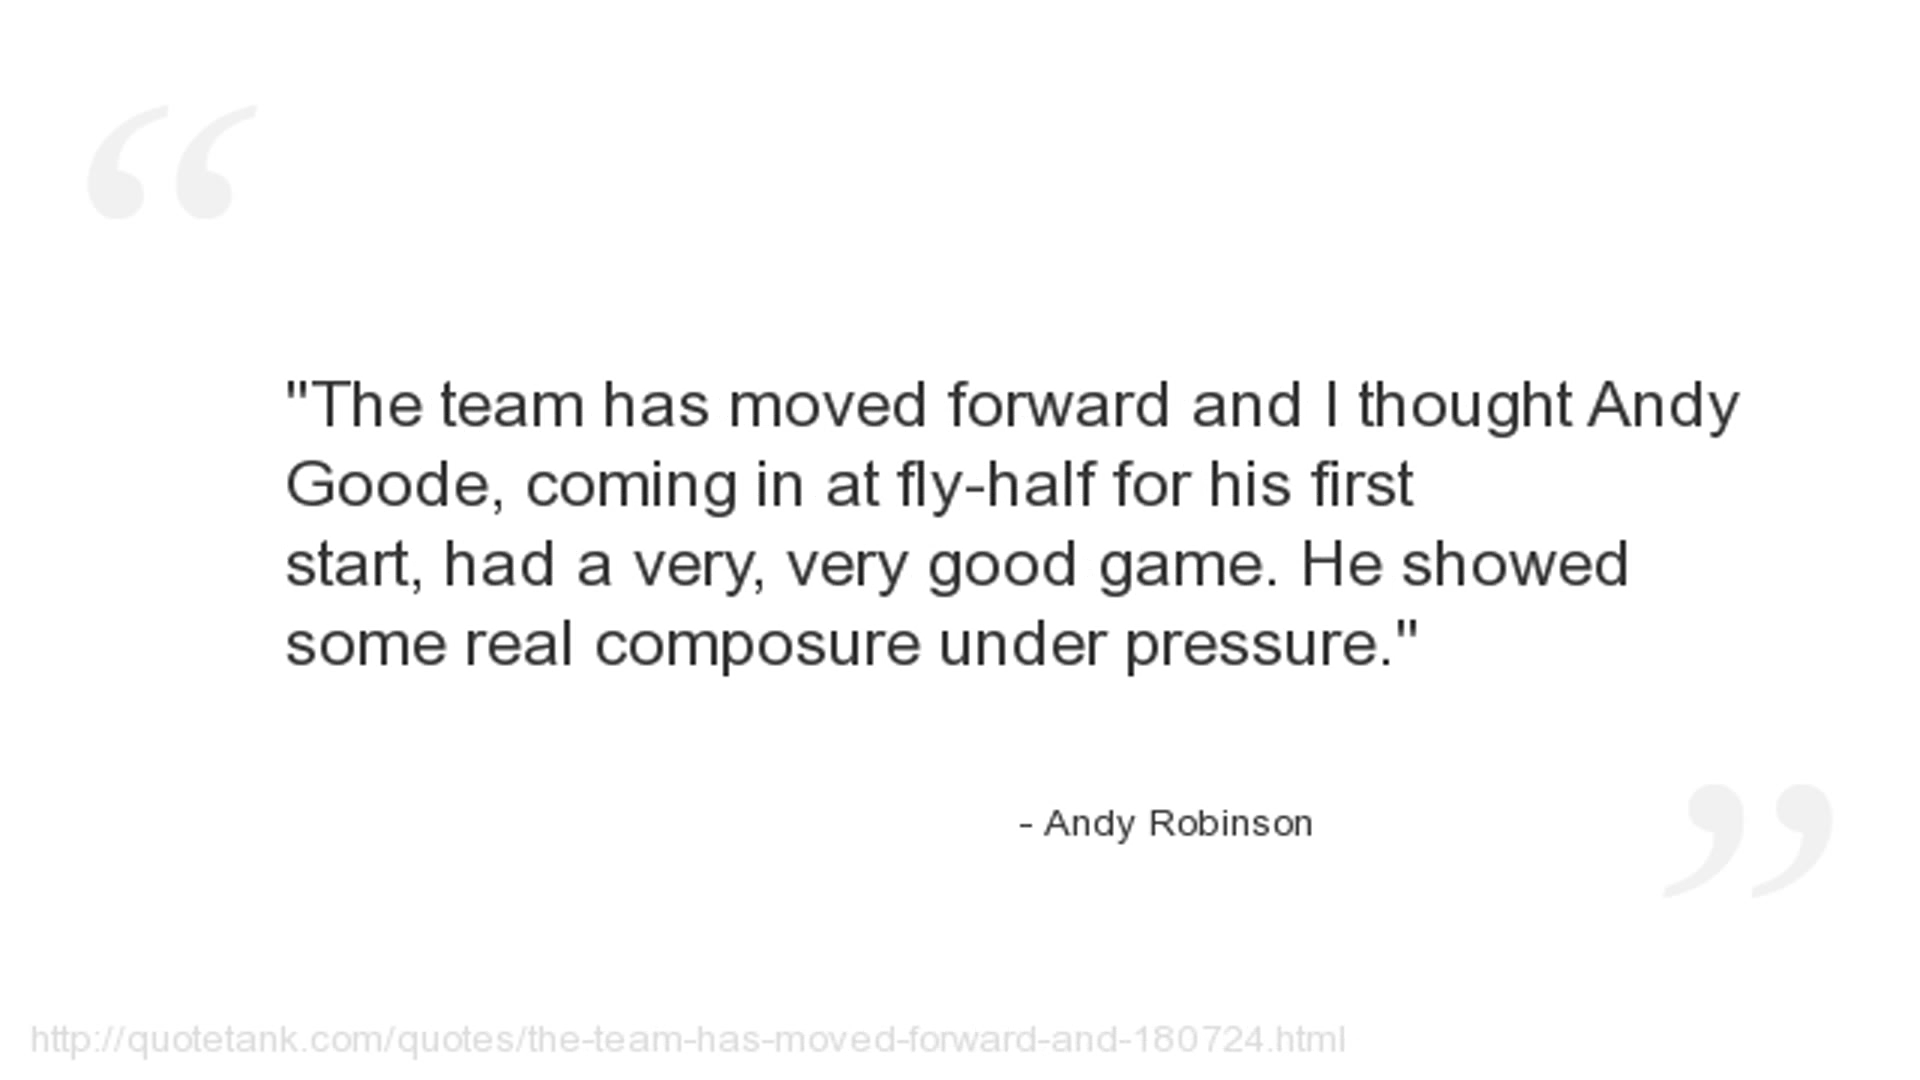 "The team has moved forward and I thought Andy
Goode, coming in at fly-half for his first
start, had a very, very good game. He showed
some real composure under pressure."
- Andy Robinson
http://quotetank.com/quotes/the-team-has-moved-forward-and-180724.html